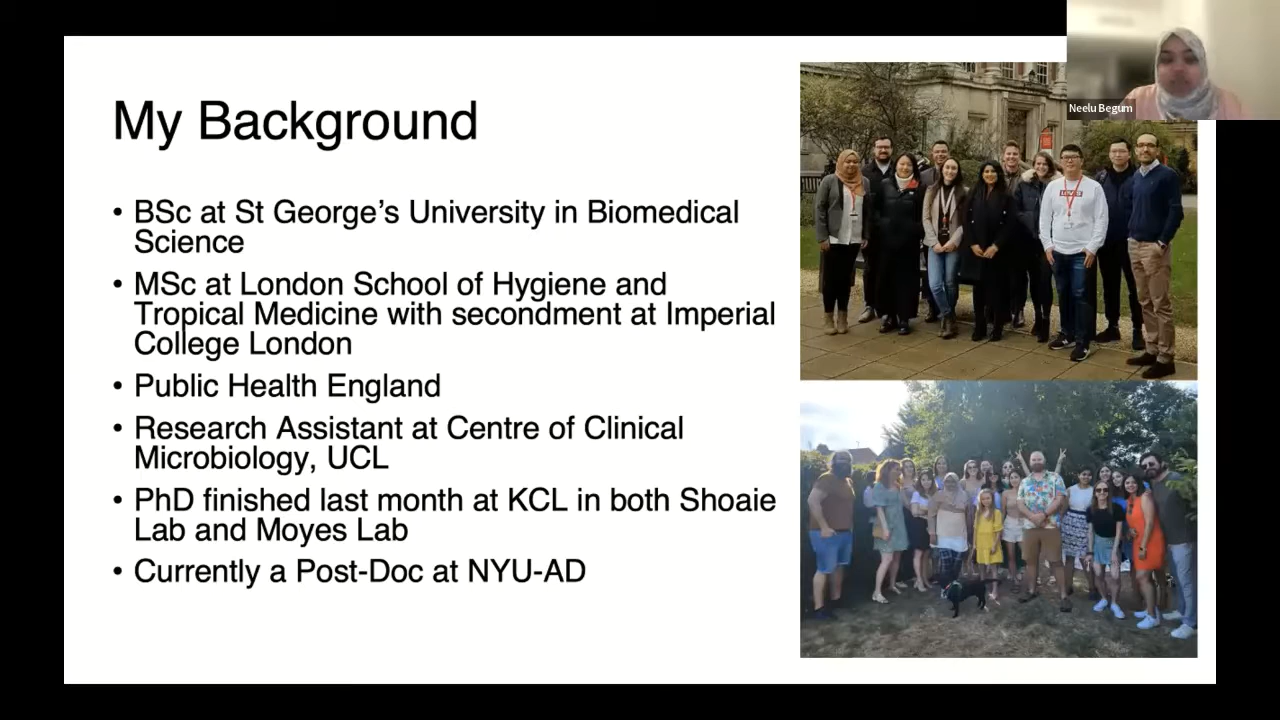 Neelu Begum
My Background
• BSc at St George's University in Biomedical
Science
• MSc at London School of Hygiene and
Tropical Medicine with secondment at Imperial
College London
• Public Health England
• Research Assistant at Centre of Clinical
Microbiology, UCL
• PhD finished last month at KCL in both Shoaie
Lab and Moyes Lab
• Currently a Post-Doc at NYU-AD